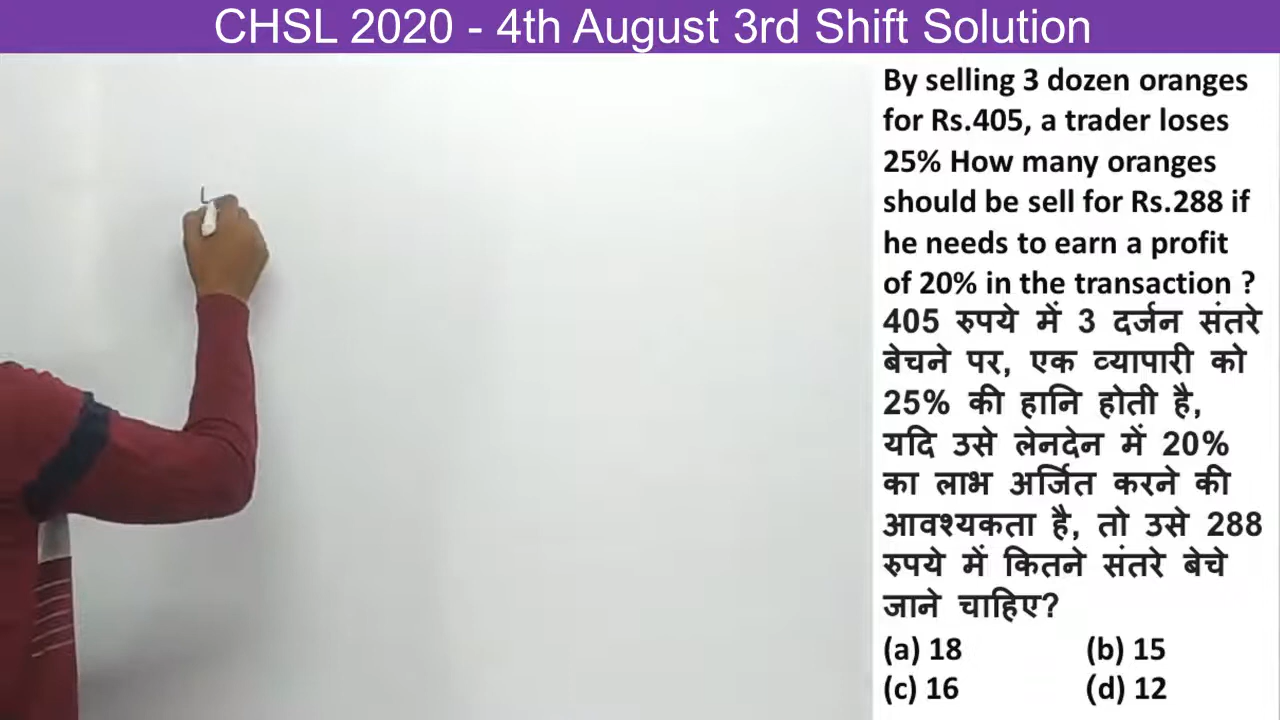 CHSL 2020 - 4th August 3rd Shift Solution
By selling 3 dozen oranges
for Rs.405, a trader loses
25% How many oranges
should be sell for Rs.288 if
he needs to earn a profit
of 20% in the transaction ?
405 रुपये में 3 दर्जन संतरे
बेचने पर, एक व्यापारी को
25% की हानि होती है,
यदि उसे लेनदेन में 20%
का लाभ अर्जित करने की
आवश्यकता है, तो उसे 288
रुपये में कितने संतरे बेचे
जाने चाहिए?
(a) 18 (b) 15
(c) 16 (d) 12